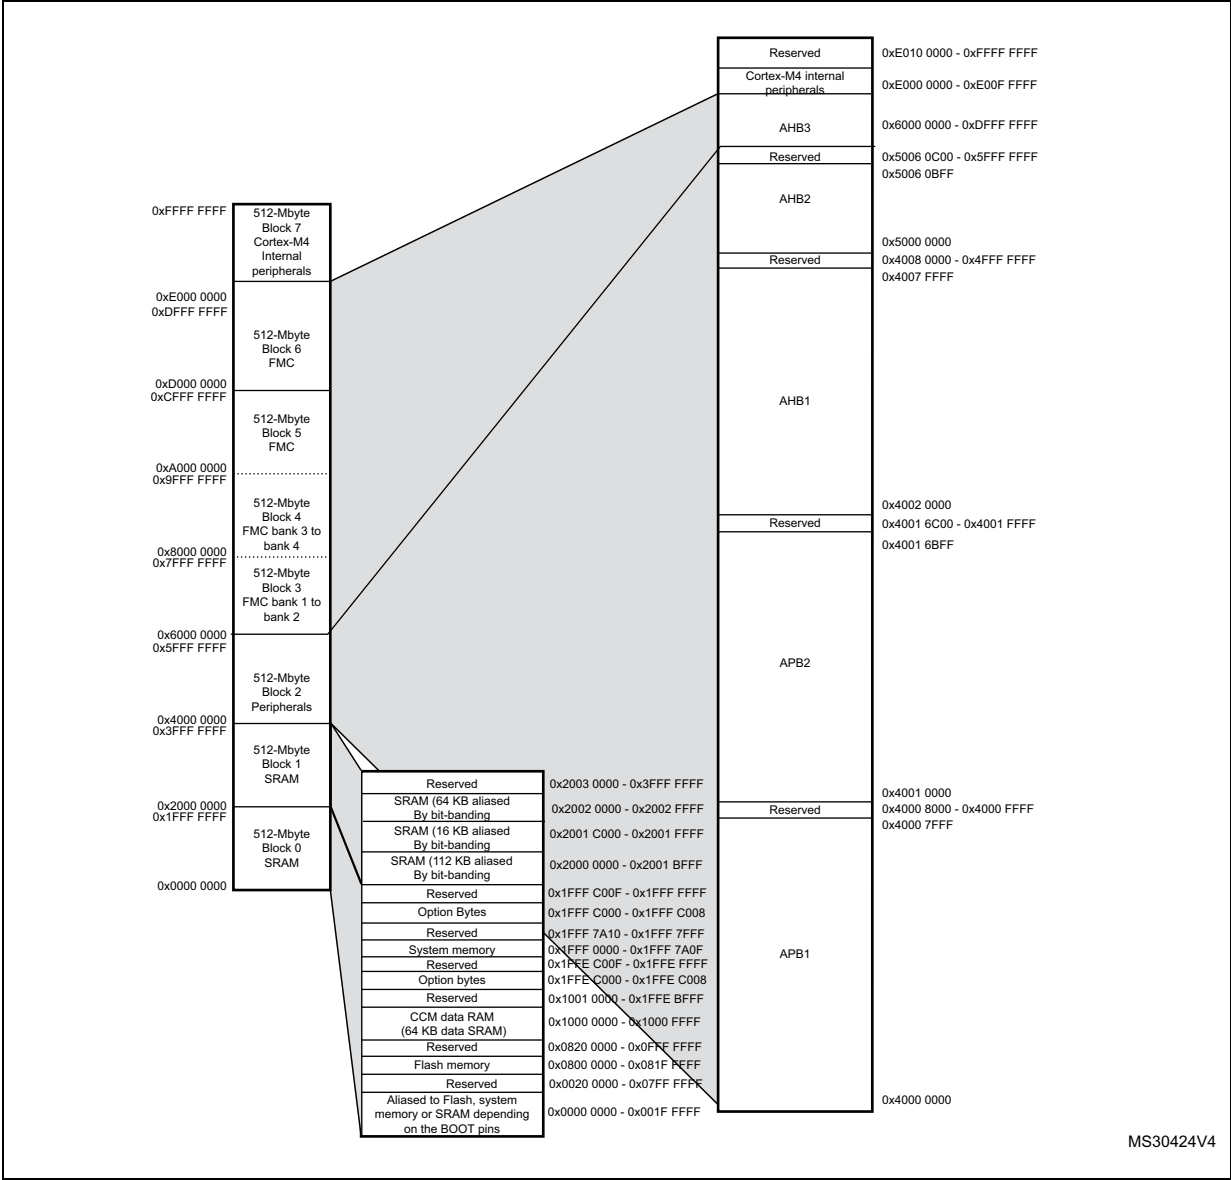 Reserved
0xE010 0000 - 0xFFFF FFFF
Cortex-M4 internal
peripherals
0xE000 0000 - 0xE00F FFFF
AHB3
0x6000 0000 - 0xDFFF FFFF
Reserved
0x5006 0C00 - 0x5FFF FFFF
0x5006 0BFF
AHB2
0x5000 0000
Reserved
0x4008 0000 - 0x4FFF FFFF
0x4007 FFFF
AHB1
0x4002 0000
Reserved
0x4001 6C00 - 0x4001 FFFF
0x4001 6BFF
APB2
0x4001 0000
Reserved
0x4000 8000 - 0x4000 FFFF
0x4000 7FFF
APB1
0x4000 0000
0xFFFF FFFF
512-Mbyte
Block 7
Cortex-M4
Internal
peripherals
0xE000 0000
0xDFFF FFFF
512-Mbyte
Block 6
FMC
0xD000 0000
0xCFFF FFFF
512-Mbyte
Block 5
FMC
0xA000 0000
0x9FFF FFFF
512-Mbyte
Block 4
FMC bank 3 to
bank 4
0x8000 0000
0x7FFF FFFF
512-Mbyte
Block 3
FMC bank 1 to
bank 2
0x6000 0000
0x5FFF FFFF
512-Mbyte
Block 2
Peripherals
0x4000 0000
0x3FFF FFFF
512-Mbyte
Block 1
SRAM
0x2000 0000
0x1FFF FFFF
512-Mbyte
Block 0
SRAM
0x0000 0000
Reserved
0x2003 0000 - 0x3FFF FFFF
SRAM (64 KB aliased
By bit-banding
0x2002 0000 - 0x2002 FFFF
SRAM (16 KB aliased
By bit-banding
0x2001 C000 - 0x2001 FFFF
SRAM (112 KB aliased
By bit-banding
0x2000 0000 - 0x2001 BFFF
Reserved
0x1FFF C00F - 0x1FFF FFFF
Option Bytes
0x1FFF C000 - 0x1FFF C008
Reserved
0x1FFF 7A10 - 0x1FFF 7FFF
System memory
0x1FFF 0000 - 0x1FFF 7A0F
Reserved
0x1FFE C00F - 0x1FFE FFFF
Option bytes
0x1FFE C000 - 0x1FFE C008
Reserved
0x1001 0000 - 0x1FFE BFFF
CCM data RAM
(64 KB data SRAM)
0x1000 0000 - 0x1000 FFFF
Reserved
0x0820 0000 - 0x0FFF FFFF
Flash memory
0x0800 0000 - 0x081F FFFF
Reserved
0x0020 0000 - 0x07FF FFFF
Aliased to Flash, system
memory or SRAM depending
on the BOOT pins
0x0000 0000 - 0x001F FFFF
MS30424V4